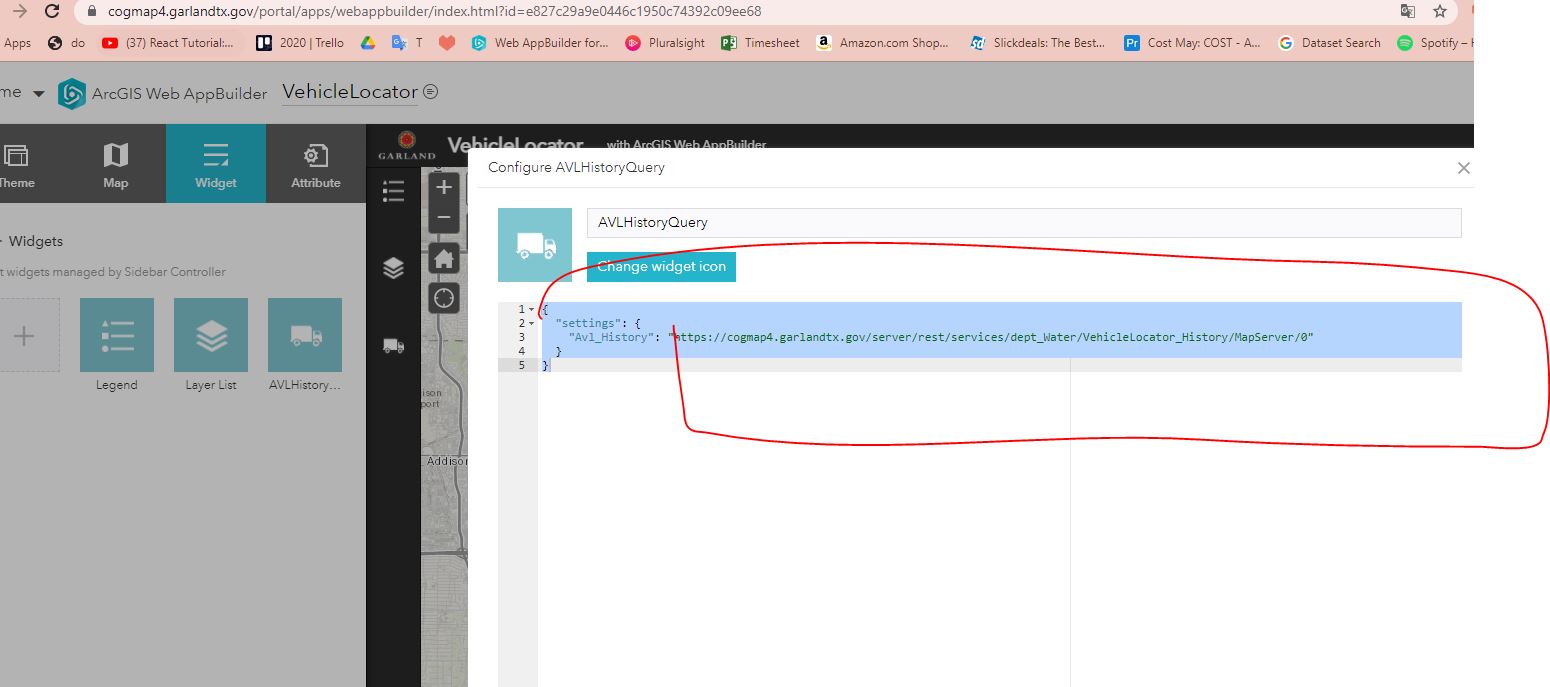 cogmap4.garlandtx.gov/portal/apps/webappbuilder/index.html?id=e827c29a9e0446c1950c74392c09ee68
Apps do (37) React Tutorial:... 2020 | Trello T Web AppBuilder for... Pluralsight Timesheet Amazon.com Shop... Slickdeals: The Best... Cost May: COST - A... Dataset Search Spotify –
me ArcGIS Web AppBuilder VehicleLocator
GARLAND VehicleLocator with ArcGIS Web AppBuilder
Theme Map Widget Attribute
Configure AVLHistoryQuery
AVLHistoryQuery
Widgets
t widgets managed by Sidebar Controller
Change widget icon
1 {
2 "settings": {
3 "Avl_History": "https://cogmap4.garlandtx.gov/server/rest/services/dept_Water/VehicleLocator_History/MapServer/0"
4 }
5 }
Legend Layer List AVLHistory...
ison
port
Addison